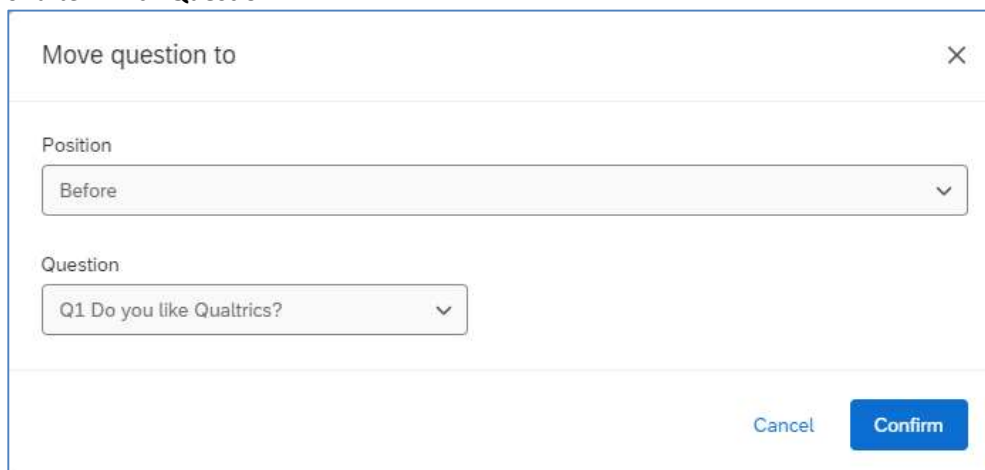 Move question to
Position
Before
Question
Q1 Do you like Qualtrics?
Cancel Confirm